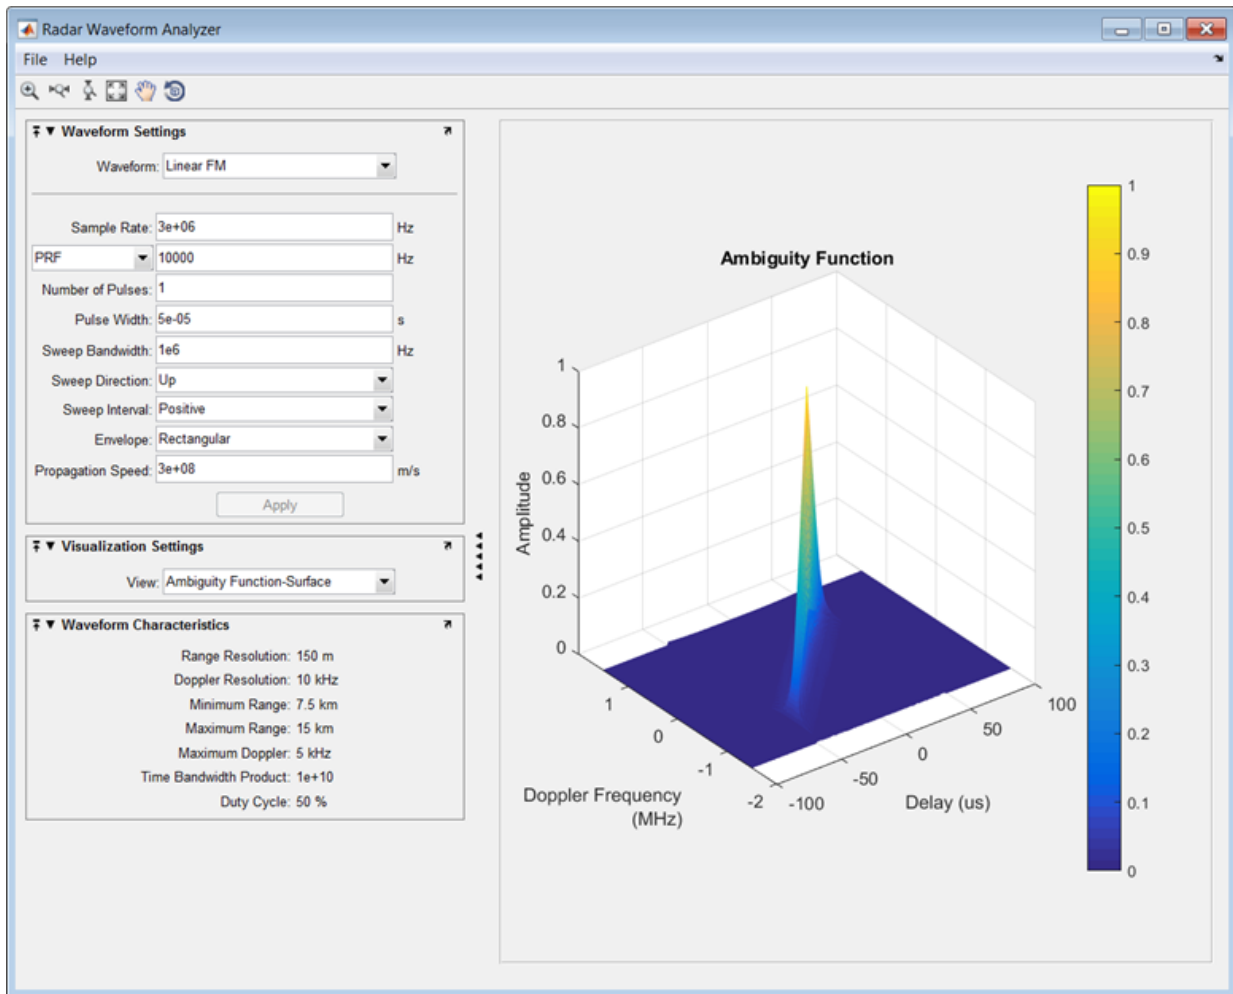 Radar Waveform Analyzer
File Help
Waveform Settings
Waveform: Linear FM
Sample Rate: 3e+06 Hz
PRF 10000 Hz
Number of Pulses: 1
Pulse Width: 5e-05 s
Sweep Bandwidth: 1e6 Hz
Sweep Direction: Up
Sweep Interval: Positive
Envelope: Rectangular
Propagation Speed: 3e+08 m/s
Apply
Visualization Settings
View: Ambiguity Function-Surface
Waveform Characteristics
Range Resolution: 150 m
Doppler Resolution: 10 kHz
Minimum Range: 7.5 km
Maximum Range: 15 km
Maximum Doppler: 5 kHz
Time Bandwidth Product: 1e+10
Duty Cycle: 50 %
Ambiguity Function
Amplitude
1
0.8
0.6
0.4
0.2
0
1
0
-1
-2
Doppler Frequency
(MHz)
-100
-50
0
50
100
Delay (us)
1
0.9
0.8
0.7
0.6
0.5
0.4
0.3
0.2
0.1
0